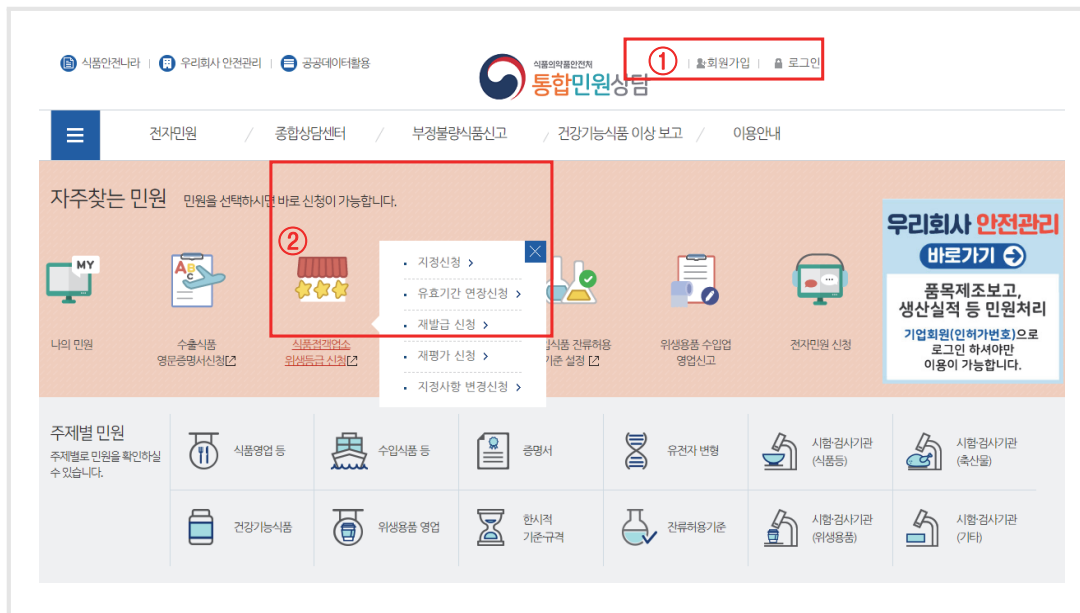 식품안전나라 | 우리회사 안전관리 | 공공데이터활용
식품의약품안전처
통합민원상담
① | 회원가입 | 로그인
전자민원 / 종합상담센터 / 부정불량식품신고 / 건강기능식품 이상 보고 / 이용안내
자주찾는 민원 민원을 선택하시면 바로 신청이 가능합니다.
②
MY
나의 민원
ABC
수출식품
영문증명서신청
식품접객업소
위생등급 신청
지정신청 >
유효기간 연장신청 >
재발급 신청 >
재평가 신청 >
지정사항 변경신청 >
식품 잔류허용
기준 설정
위생용품 수입업
영업신고
전자민원 신청
우리회사 안전관리
바로가기
품목제조보고,
생산실적 등 민원처리
기업회원(인허가번호)으로
로그인 하셔야만
이용이 가능합니다.
주제별 민원
주제별로 민원을 확인하실
수 있습니다.
식품영업 등
수입식품 등
증명서
유전자 변형
시험·검사기관
(식품등)
시험·검사기관
(축산물)
건강기능식품
위생용품 영업
한시적
기준·규격
잔류허용기준
시험·검사기관
(위생용품)
시험·검사기관
(기타)